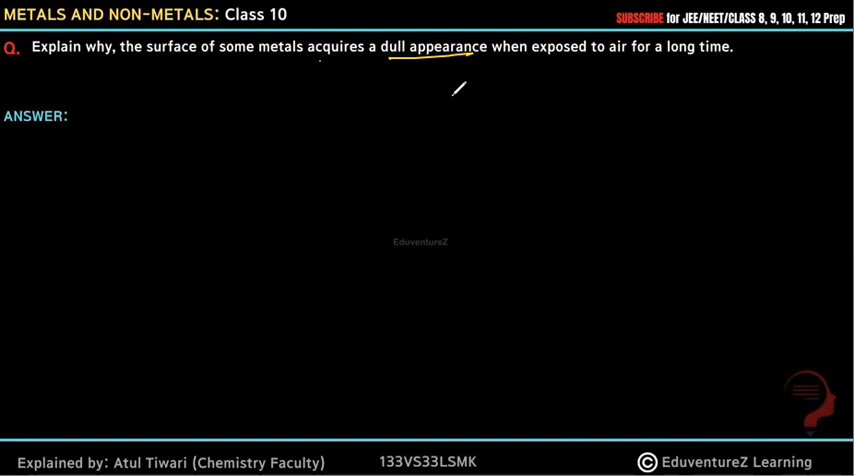 METALS AND NON-METALS: Class 10
SUBSCRIBE for JEE/NEET/CLASS 8, 9, 10, 11, 12 Prep
Q. Explain why, the surface of some metals acquires a dull appearance when exposed to air for a long time.
ANSWER:
EduventureZ
Explained by: Atul Tiwari (Chemistry Faculty)
133VS33LSMK
© EduventureZ Learning